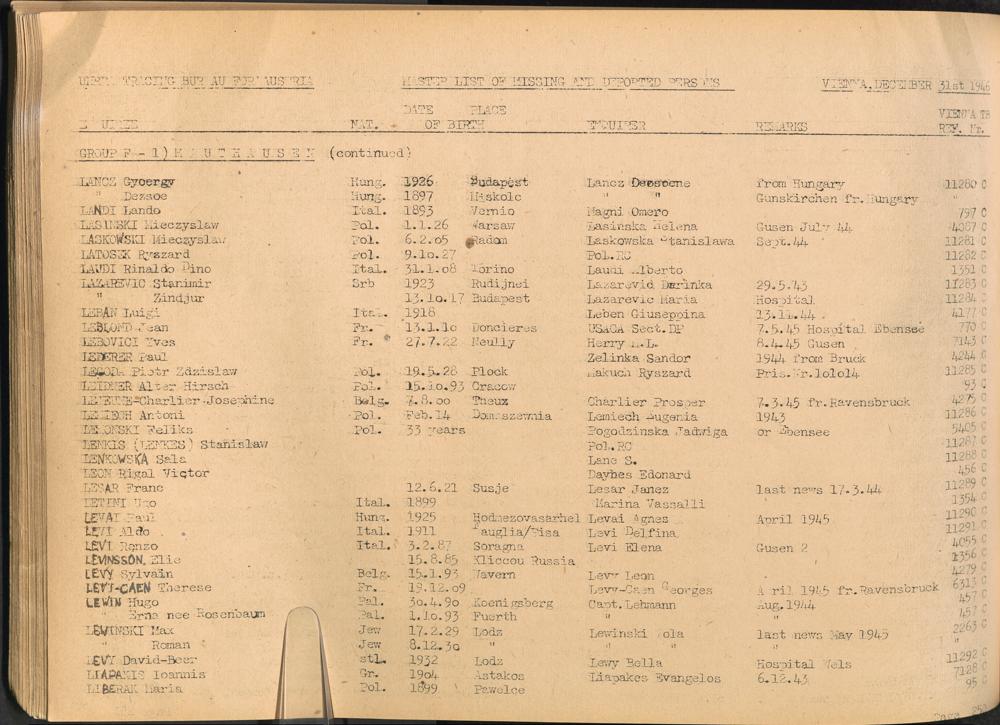 UNRRA TRACING BUREAU FOR AUSTRIA MASTER LIST OF MISSING AND DEPORTED PERSONS VIENNA, DECEMBER 31st 1946
ENQUIREE NAT. DATE OF BIRTH PLACE ENQUIRER REMARKS VIENNA TB REF. Nr.
GROUP F - 1) MAUTHAUSEN (continued)
LANCZ Gyoergy Hung. 1926 Budapest Lancz Dezsoene from Hungary 11280 C
" Dezsoe Hung. 1897 Miskolc " " Gunskirchen fr.Hungary "
LANDI Lando Ital. 1893 Vernio Magni Omero 797 C
LASINSKI Mieczyslaw Pol. 1.1.26 Warsaw Lasinska Helena Gusen July 44 4087 C
LASKOWSKI Mieczyslaw Pol. 6.2.05 Radom Laskowska Stanislawa Sept.44 11281 C
LATOSEK Ryszard Pol. 9.10.27 Pol.RC 11282 C
LAUDI Rinaldo Dino Ital. 31.1.08 Torino Laudi Alberto 1351 C
LAZAREVIC Stanimir Srb 1923 Rudijnei Lazarevid Darinka 29.5.43 11283 C
" Zindjur 13.10.17 Budapest Lazarevic Maria Hospital 11284 C
LEBAN Luigi Ital. 1918 Leben Giuseppina 13.11.44 4177 C
LEBLOND Jean Fr. 13.1.10 Doncieres USACA Sect.DP 7.5.45 Hospital Ebensee 770 C
LEBOVICI Yves Fr. 27.7.22 Neully Herry M.L. 8.4.45 Gusen 7143 C
LEDERER Paul Zelinka Sandor 1944 from Bruck 4244 C
LEGODA Piotr Zdzislaw Pol. 19.5.28 Plock Makuch Ryszard Pris.Nr.101014 11285 C
LEIDNER Alter Hirsch Pol. 15.10.93 Cracow 93 C
LEJEUNE-Charlier Josephine Belg. 7.8.00 Theux Charlier Prosper 7.3.45 fr.Ravensbruck 4275 C
LEMIECH Antoni Pol. Feb.14 Domaszewnia Lemiech Eugenia 1943 11286 C
LEMONSKI Feliks Pol. 33 years Pogodzinska Jadwiga or Ebensee 5405 C
LENKIS (LEMKES) Stanislaw Pol.RC 11287 C
LENKOWSKA Sala Lane S. 11288 C
LEON Rigal Victor Daybes Edonard 456 C
LESAR Franc 12.6.21 Susje Lesar Janez last news 17.3.44 11289 C
LETINI Ugo Ital. 1899 Marina Vassalli 1354 C
LEVAI Paul Hung. 1925 Hodmezovasarhel Levai Agnez April 1945 11290 C
LEVI Aldo Ital. 1911 Pauglia/Pisa Levi Delfina 11291 C
LEVI Renzo Ital. 3.2.87 Soragna Levi Elena Gusen 2 4055 C
LEVINSSON, Elie 15.8.85 Kliccou Russia 1356 C
LEVY Sylvain Belg. 15.1.93 Wavern Levy Leon 4279 C
LEVY-CAEN Therese Fr. 19.12.09 Levy-Caen Georges April 1945 fr.Ravensbruck 6313 C
LEWIN Hugo Pal. 30.4.90 Koenigsberg Capt.Lehmann Aug.1944 457 C
" Erna nee Rosenbaum Pal. 1.10.93 Fuerth " " 457 C
LEWINSKI Max Jew 17.2.29 Lodz Lewinski Tola last news May 1945 2263 C
" Roman Jew 8.12.30 " " " " "
LEVY David-Beer stl. 1932 Lodz Lewy Bella Hospital Wels 11292 C
LIAPAKIS Ioannis Gr. 1904 Astakos Liapakes Evangelos 6.12.43 7128 C
LIBERAK Maria Pol. 1899 Pawelce 95 C